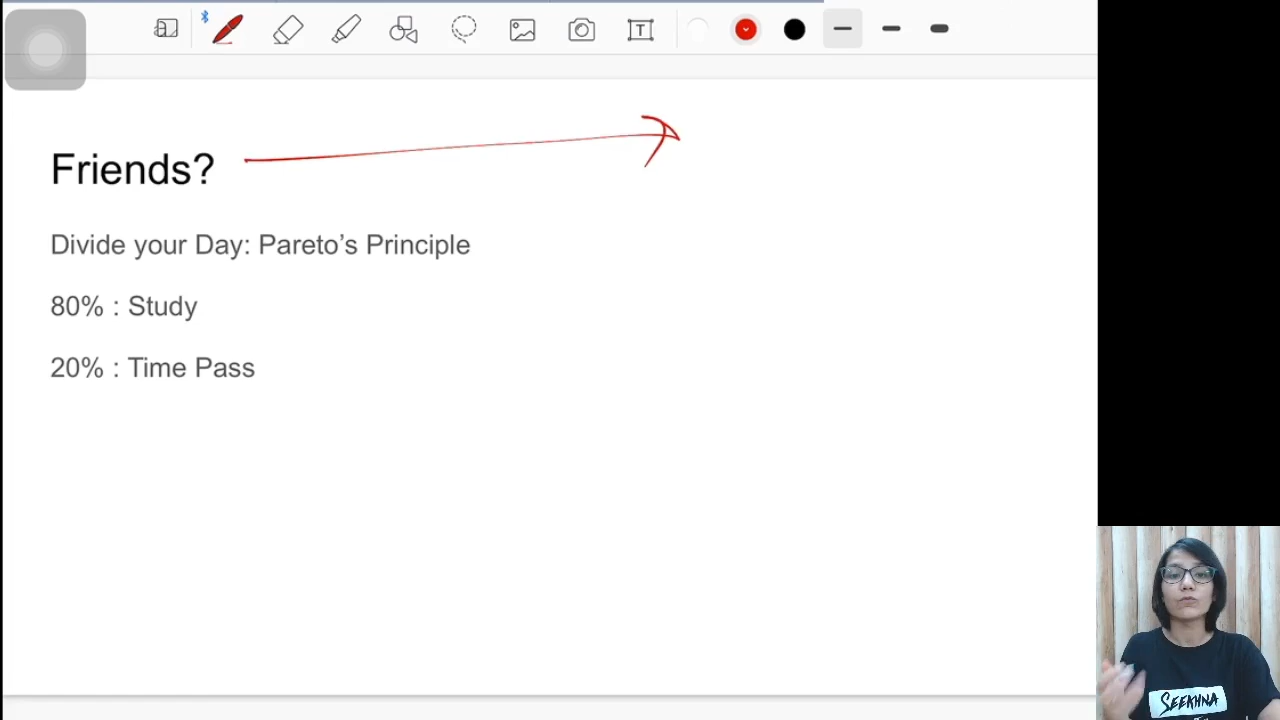 T
Friends?
Divide your Day: Pareto’s Principle
80% : Study
20% : Time Pass
SEEKHNA